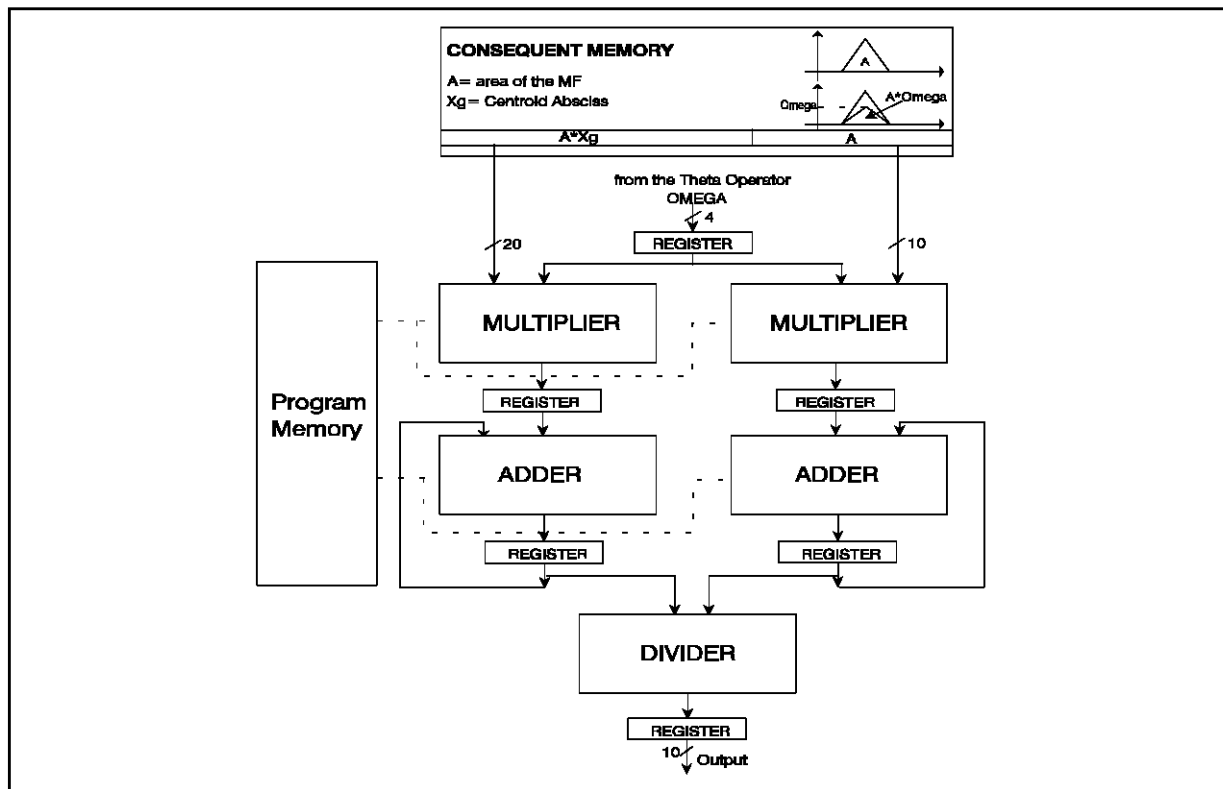 CONSEQUENT MEMORY
A= area of the MF
Xg= Centroid Absciss
A
Omega
A*Omega
A*Xg
A
from the Theta Operator
OMEGA
4
REGISTER
20
10
MULTIPLIER
MULTIPLIER
REGISTER
REGISTER
Program
Memory
ADDER
ADDER
REGISTER
REGISTER
DIVIDER
REGISTER
10
Output